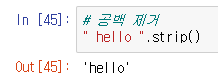 In [45]: # 공백 제거
" hello ".strip()
Out[45]: 'hello'